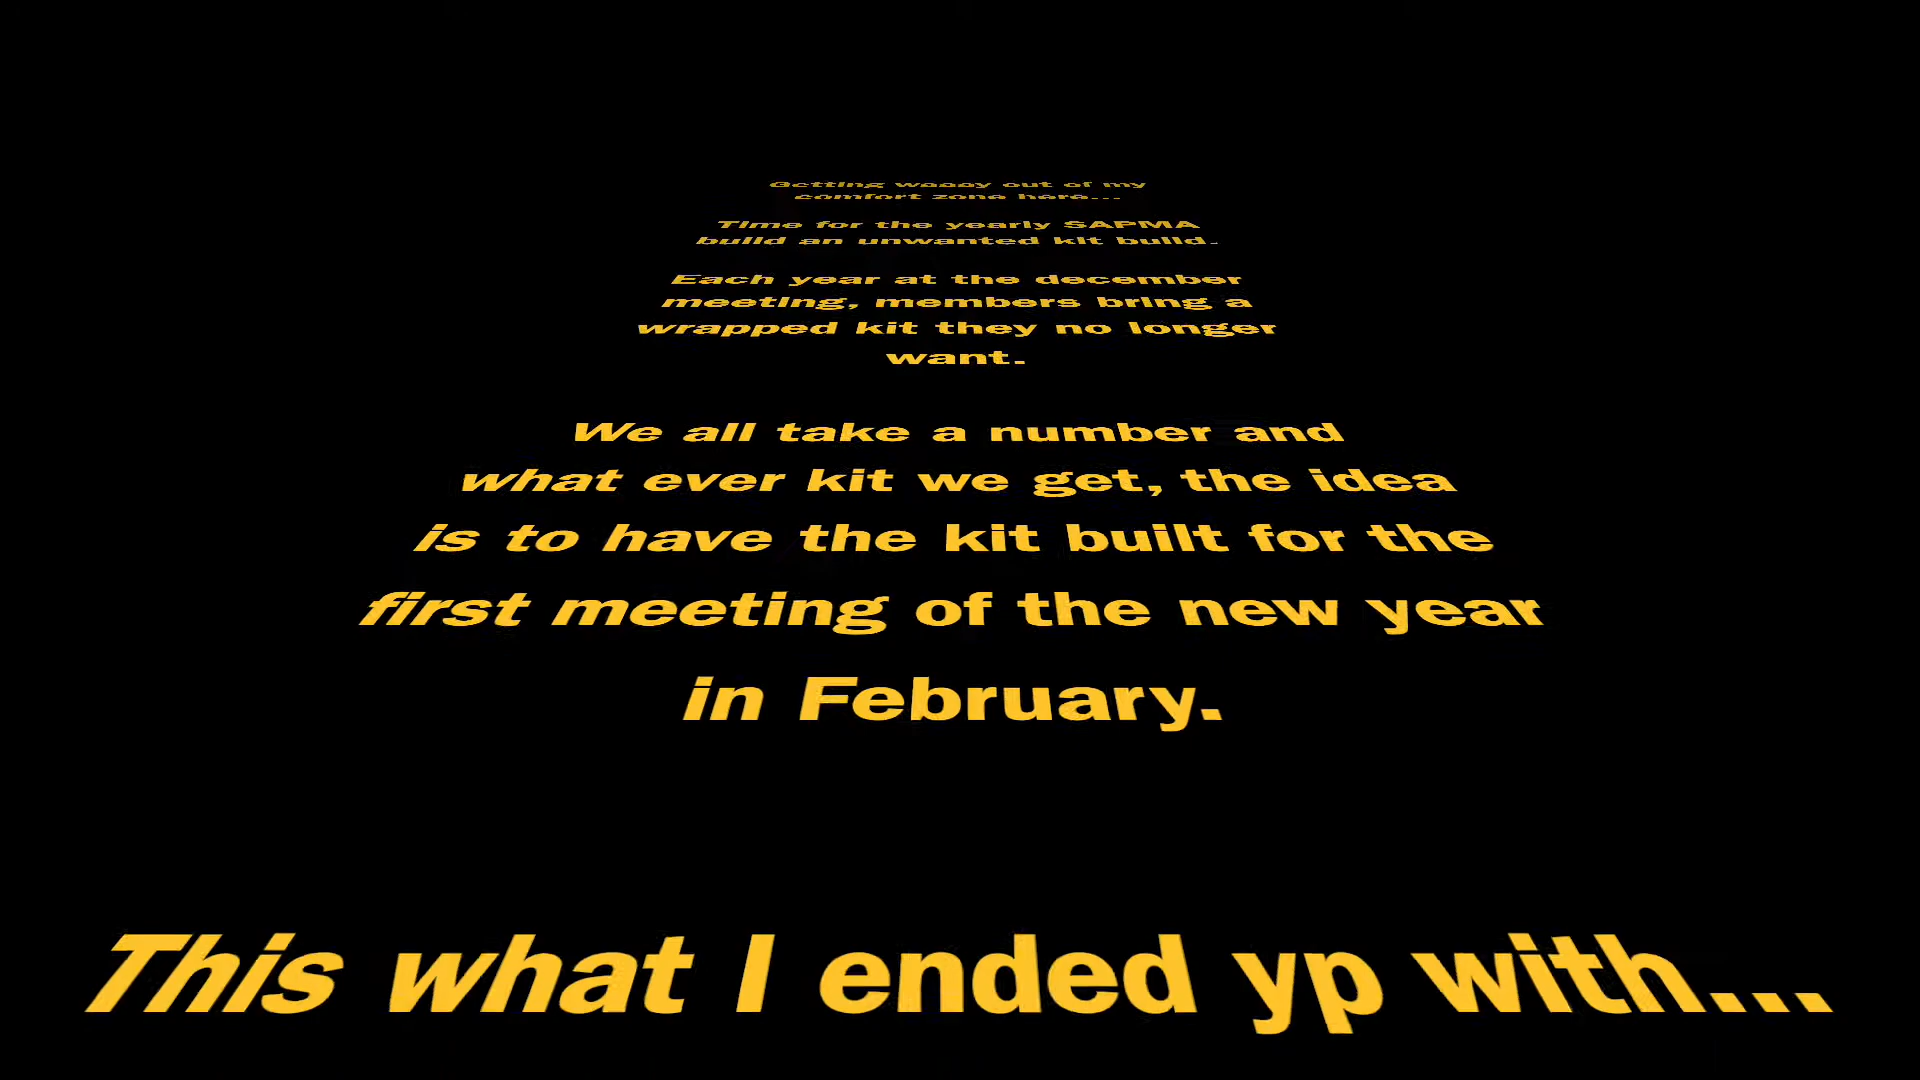 Getting waaay out of my
comfort zone here...
Time for the yearly SAPMA
build an unwanted kit build.
Each year at the december
meeting, members bring a
wrapped kit they no longer
want.
We all take a number and
what ever kit we get, the idea
is to have the kit built for the
first meeting of the new year
in February.
This what I ended yp with...